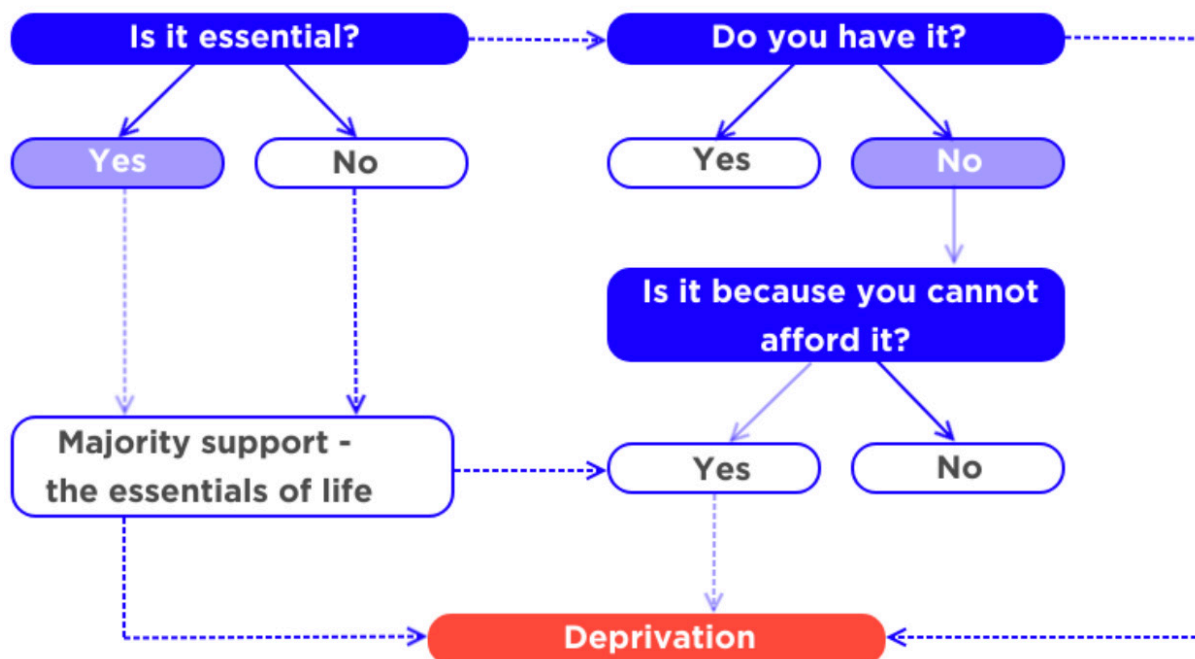 Is it essential?
Do you have it?
Yes
No
Yes
No
Is it because you cannot
afford it?
Majority support -
the essentials of life
Yes
No
Deprivation